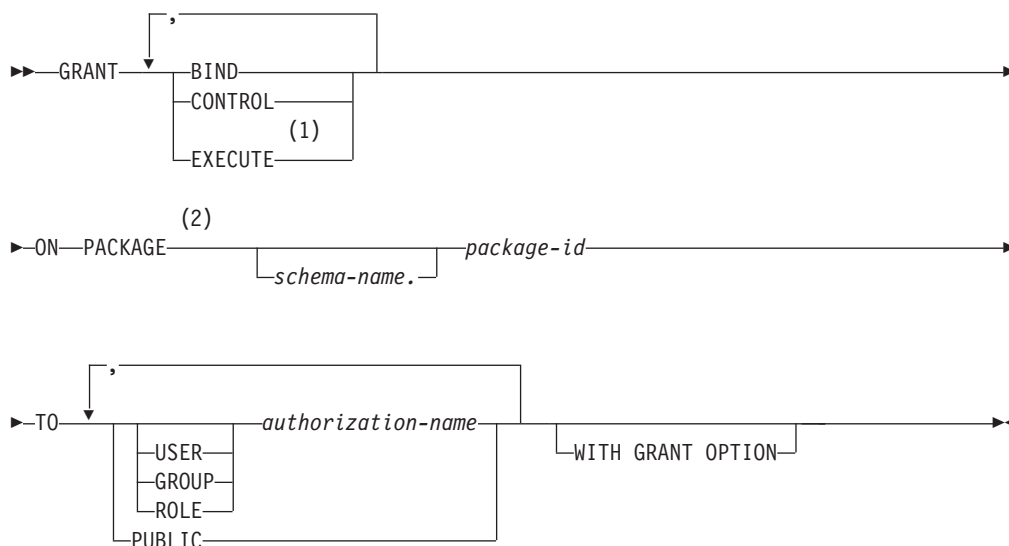 ,
GRANT BIND
CONTROL
(1)
EXECUTE
(2)
ON PACKAGE package-id
schema-name.
,
TO authorization-name
USER WITH GRANT OPTION
GROUP
ROLE
PUBLIC